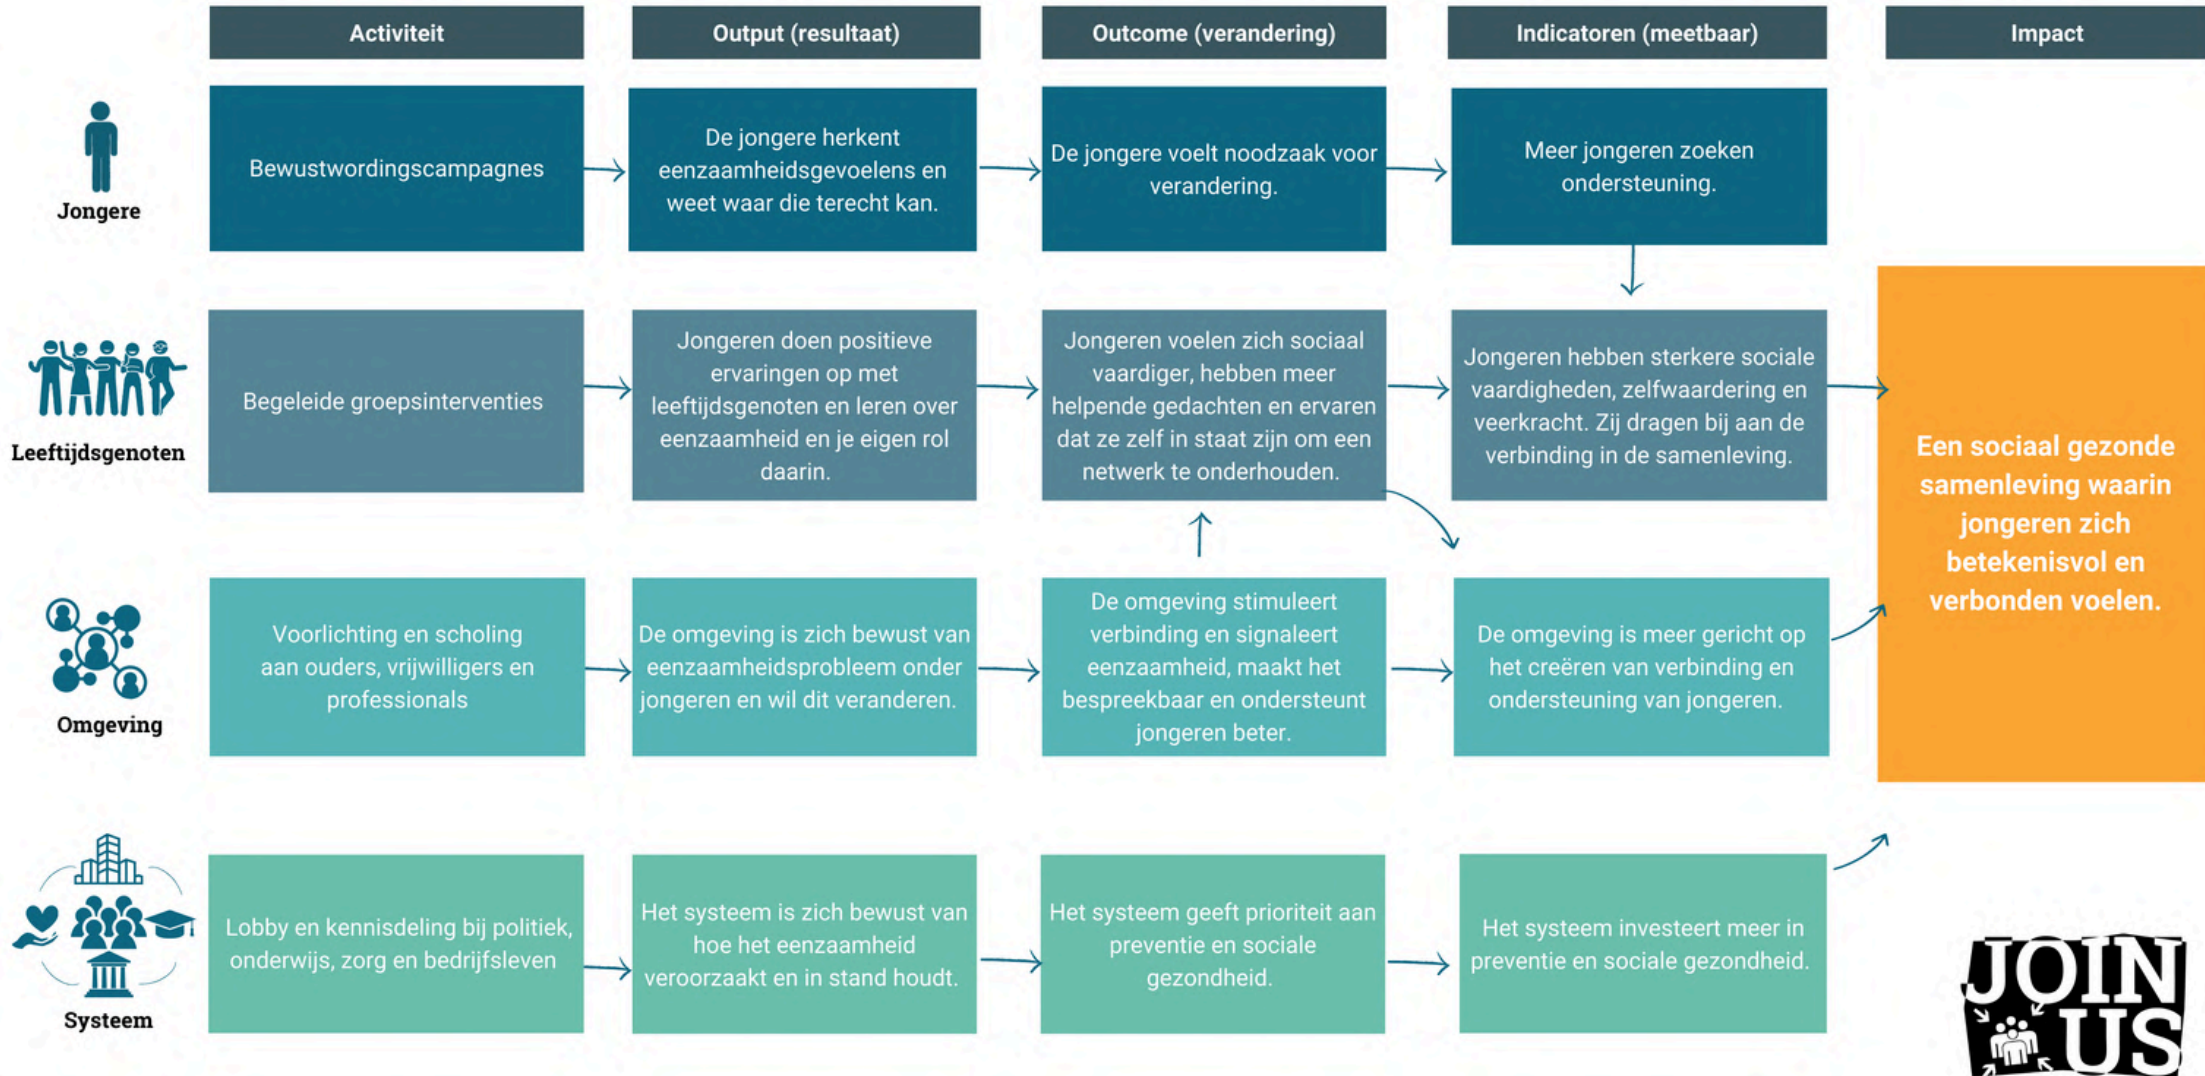 Activiteit
Output (resultaat)
Outcome (verandering)
Indicatoren (meetbaar)
Impact
Jongere
Bewustwordingscampagnes
De jongere herkent
eenzaamheidsgevoelens en
weet waar die terecht kan.
De jongere voelt noodzaak voor
verandering.
Meer jongeren zoeken
ondersteuning.
Leeftijdsgenoten
Begeleide groepsinterventies
Jongeren doen positieve
ervaringen op met
leeftijdsgenoten en leren over
eenzaamheid en je eigen rol
daarin.
Jongeren voelen zich sociaal
vaardiger, hebben meer
helpende gedachten en ervaren
dat ze zelf in staat zijn om een
netwerk te onderhouden.
Jongeren hebben sterkere sociale
vaardigheden, zelfwaardering en
veerkracht. Zij dragen bij aan de
verbinding in de samenleving.
Een sociaal gezonde
samenleving waarin
jongeren zich
betekenisvol en
verbonden voelen.
Omgeving
Voorlichting en scholing
aan ouders, vrijwilligers en
professionals
De omgeving is zich bewust van
eenzaamheidsprobleem onder
jongeren en wil dit veranderen.
De omgeving stimuleert
verbinding en signaleert
eenzaamheid, maakt het
bespreekbaar en ondersteunt
jongeren beter.
De omgeving is meer gericht op
het creëren van verbinding en
ondersteuning van jongeren.
Systeem
Lobby en kennisdeling bij politiek,
onderwijs, zorg en bedrijfsleven
Het systeem is zich bewust van
hoe het eenzaamheid
veroorzaakt en in stand houdt.
Het systeem geeft prioriteit aan
preventie en sociale
gezondheid.
Het systeem investeert meer in
preventie en sociale gezondheid.
JOIN
US